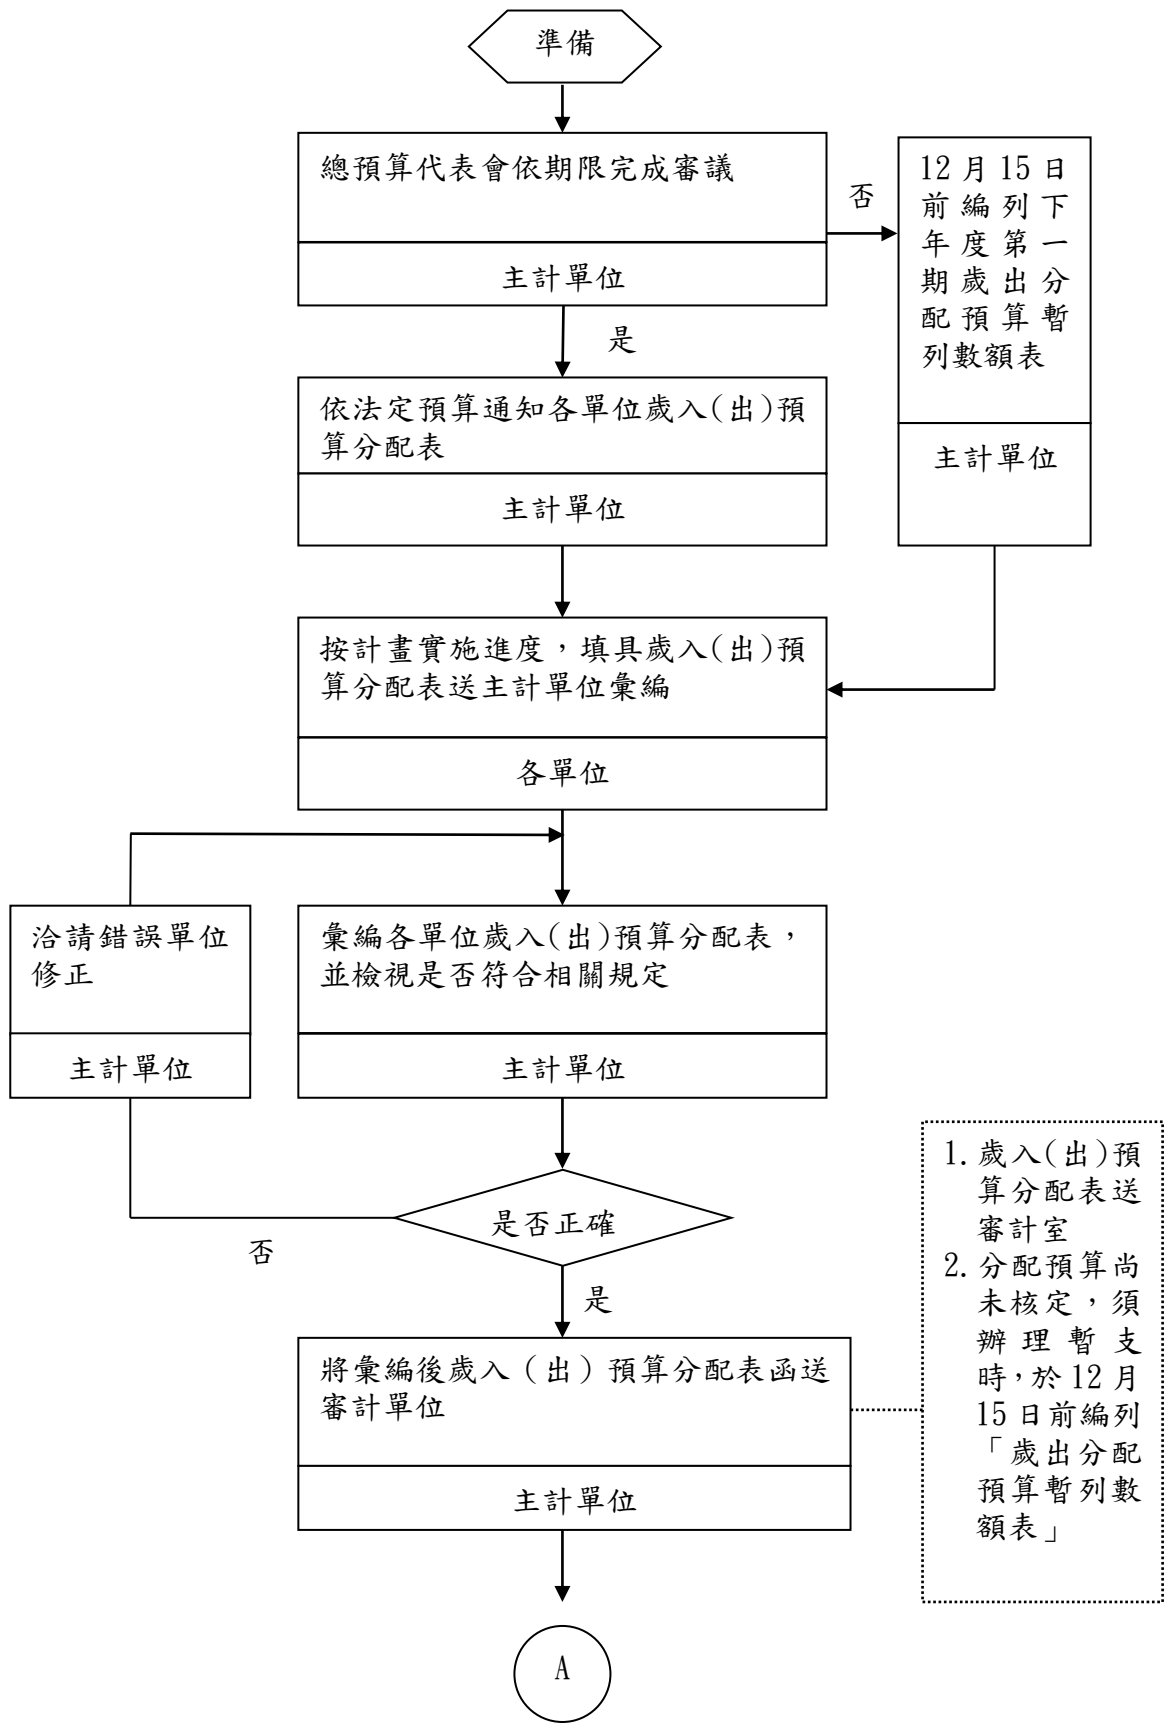 準備
總預算代表會依期限完成審議
主計單位
否
12月15日
前編列下
年度第一
期歲出分
配預算暫
列數額表
主計單位
是
依法定預算通知各單位歲入(出)預
算分配表
主計單位
按計畫實施進度，填具歲入(出)預
算分配表送主計單位彙編
各單位
洽請錯誤單位
修正
主計單位
彙編各單位歲入(出)預算分配表，
並檢視是否符合相關規定
主計單位
是否正確
否
是
將彙編後歲入（出）預算分配表函送
審計單位
主計單位
1.歲入(出)預
算分配表送
審計室
2.分配預算尚
未核定，須
辦理暫支
時，於12月
15日前編列
「歲出分配
預算暫列數
額表」
A